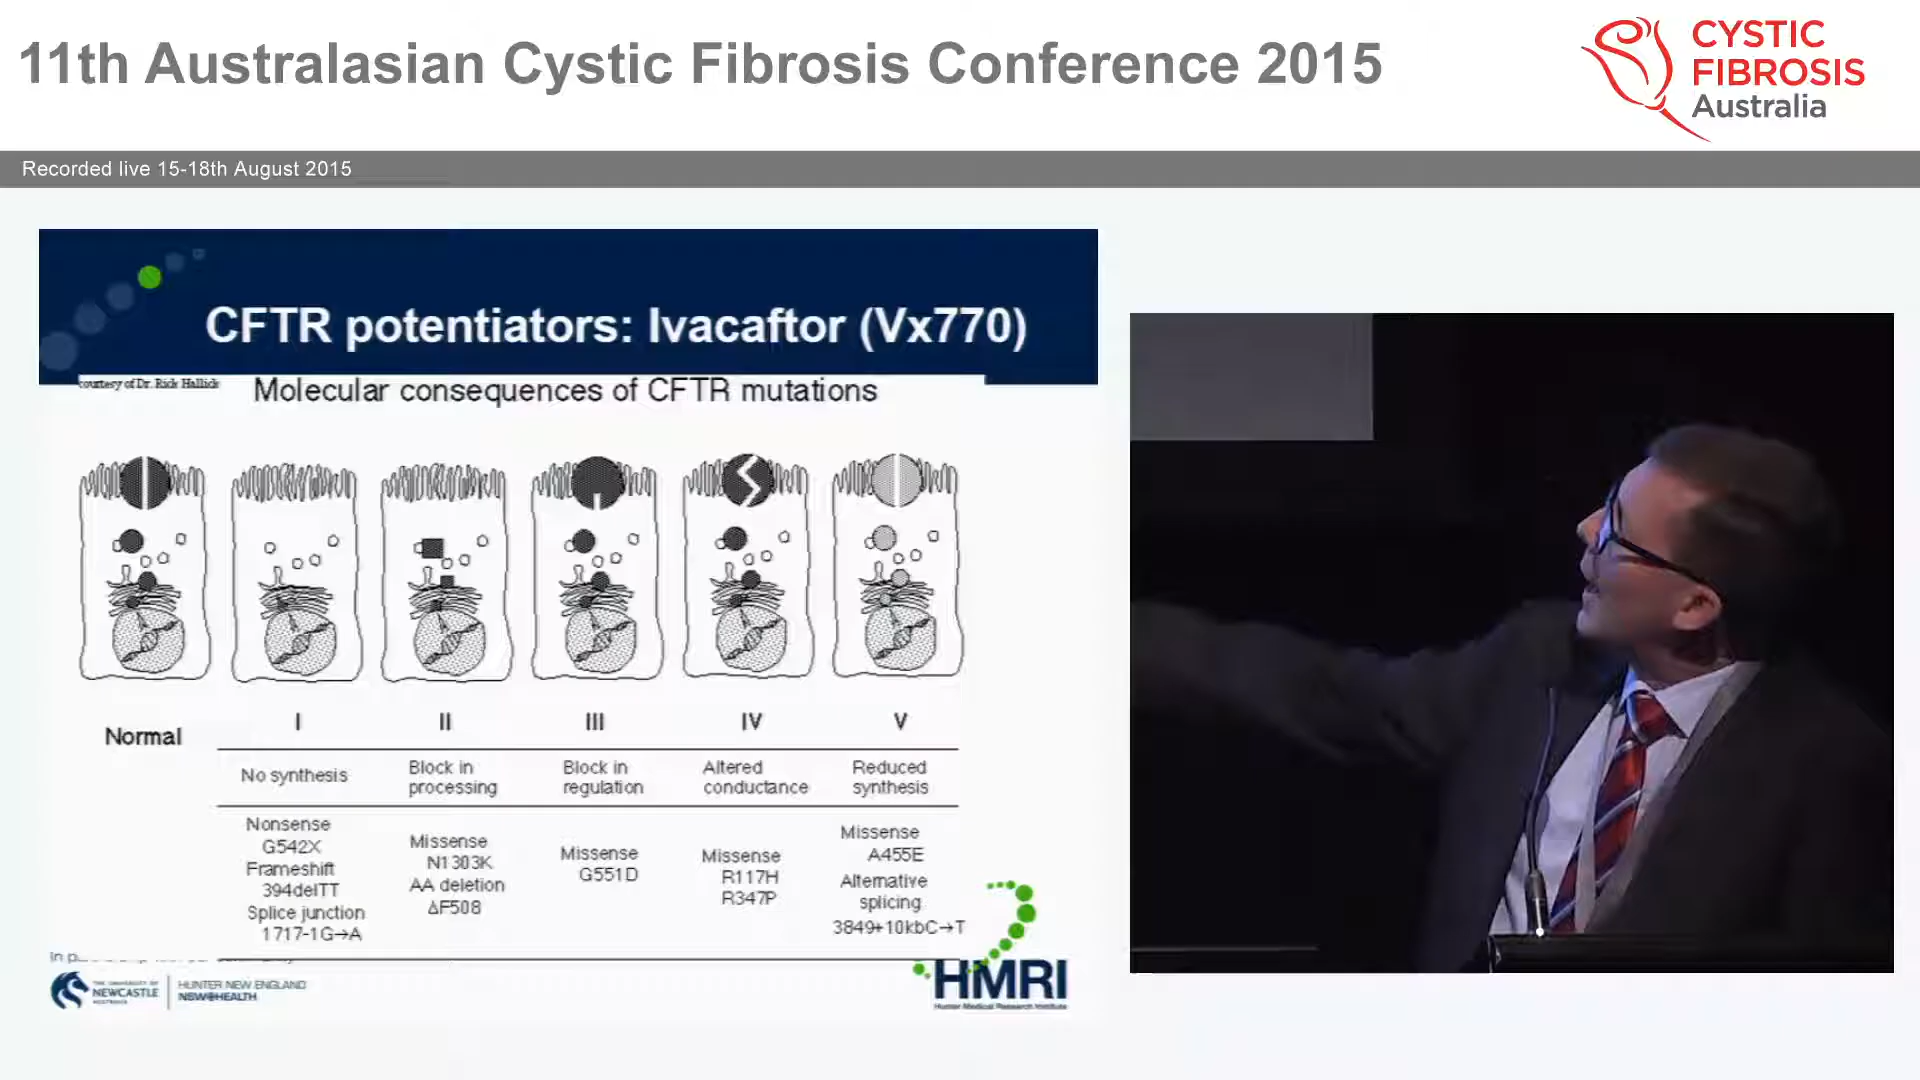 11th Australasian Cystic Fibrosis Conference 2015
CYSTIC
FIBROSIS
Australia
Recorded live 15-18th August 2015
CFTR potentiators: Ivacaftor (Vx770)
courtesy of Dr. Rick Hallick
Molecular consequences of CFTR mutations
Normal
I II III IV V
No synthesis
Block in
processing
Block in
regulation
Altered
conductance
Reduced
synthesis
Nonsense
G542X
Frameshift
394delTT
Splice junction
1717-1G→A
Missense
N1303K
AA deletion
ΔF508
Missense
G551D
Missense
R117H
R347P
Missense
A455E
Alternative
splicing
3849+10kbC→T
In
THE UNIVERSITY OF
NEWCASTLE
AUSTRALIA
HUNTER NEW ENGLAND
NSW HEALTH
HMRI
Hunter Medical Research Institute